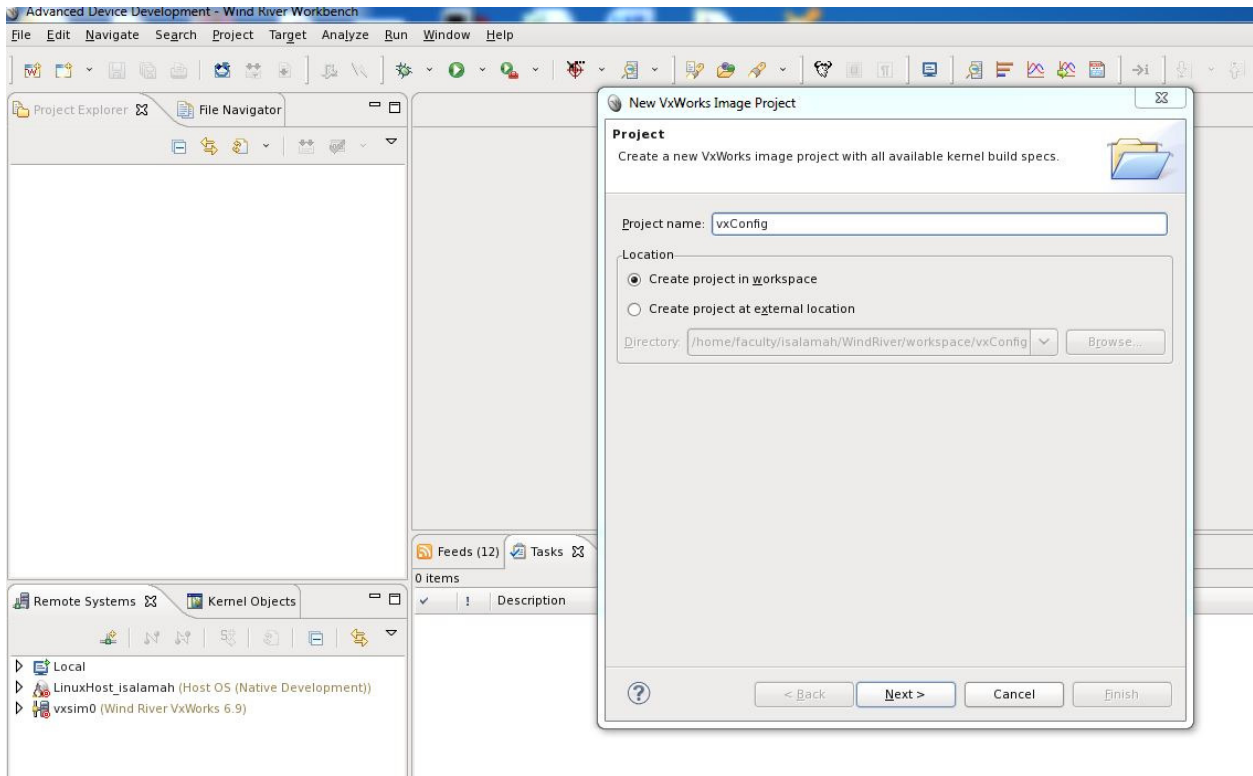 Advanced Device Development - Wind River Workbench
File Edit Navigate Search Project Target Analyze Run Window Help
Project Explorer File Navigator
New VxWorks Image Project
Project
Create a new VxWorks image project with all available kernel build specs.
Project name: vxConfig
Location
Create project in workspace
Create project at external location
Directory: /home/faculty/isalamah/WindRiver/workspace/vxConfig Browse...
Feeds (12) Tasks
0 items
! Description
Remote Systems Kernel Objects
Local
LinuxHost_isalamah (Host OS (Native Development))
vxsim0 (Wind River VxWorks 6.9)
? < Back Next > Cancel Finish